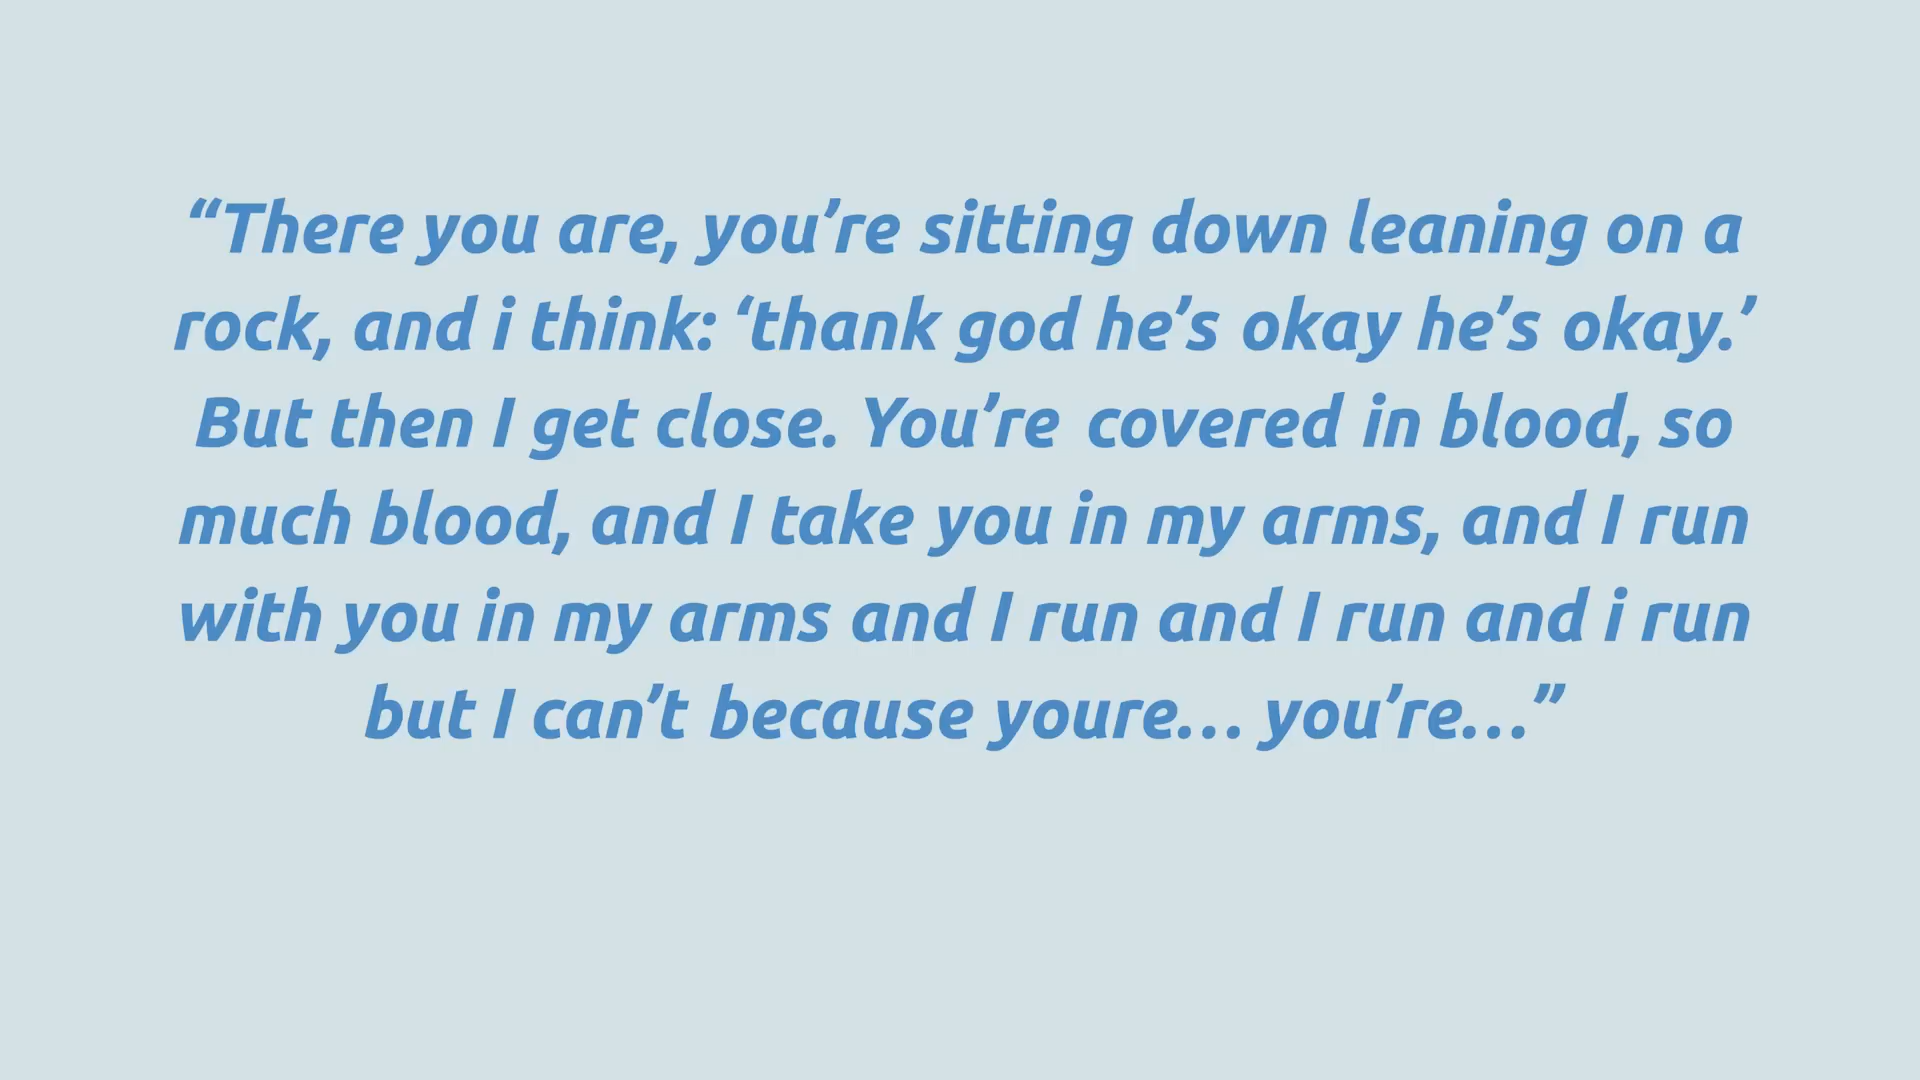 “There you are, you’re sitting down leaning on a
rock, and i think: ‘thank god he’s okay he’s okay.’
But then I get close. You’re covered in blood, so
much blood, and I take you in my arms, and I run
with you in my arms and I run and I run and i run
but I can’t because youre... you’re...”